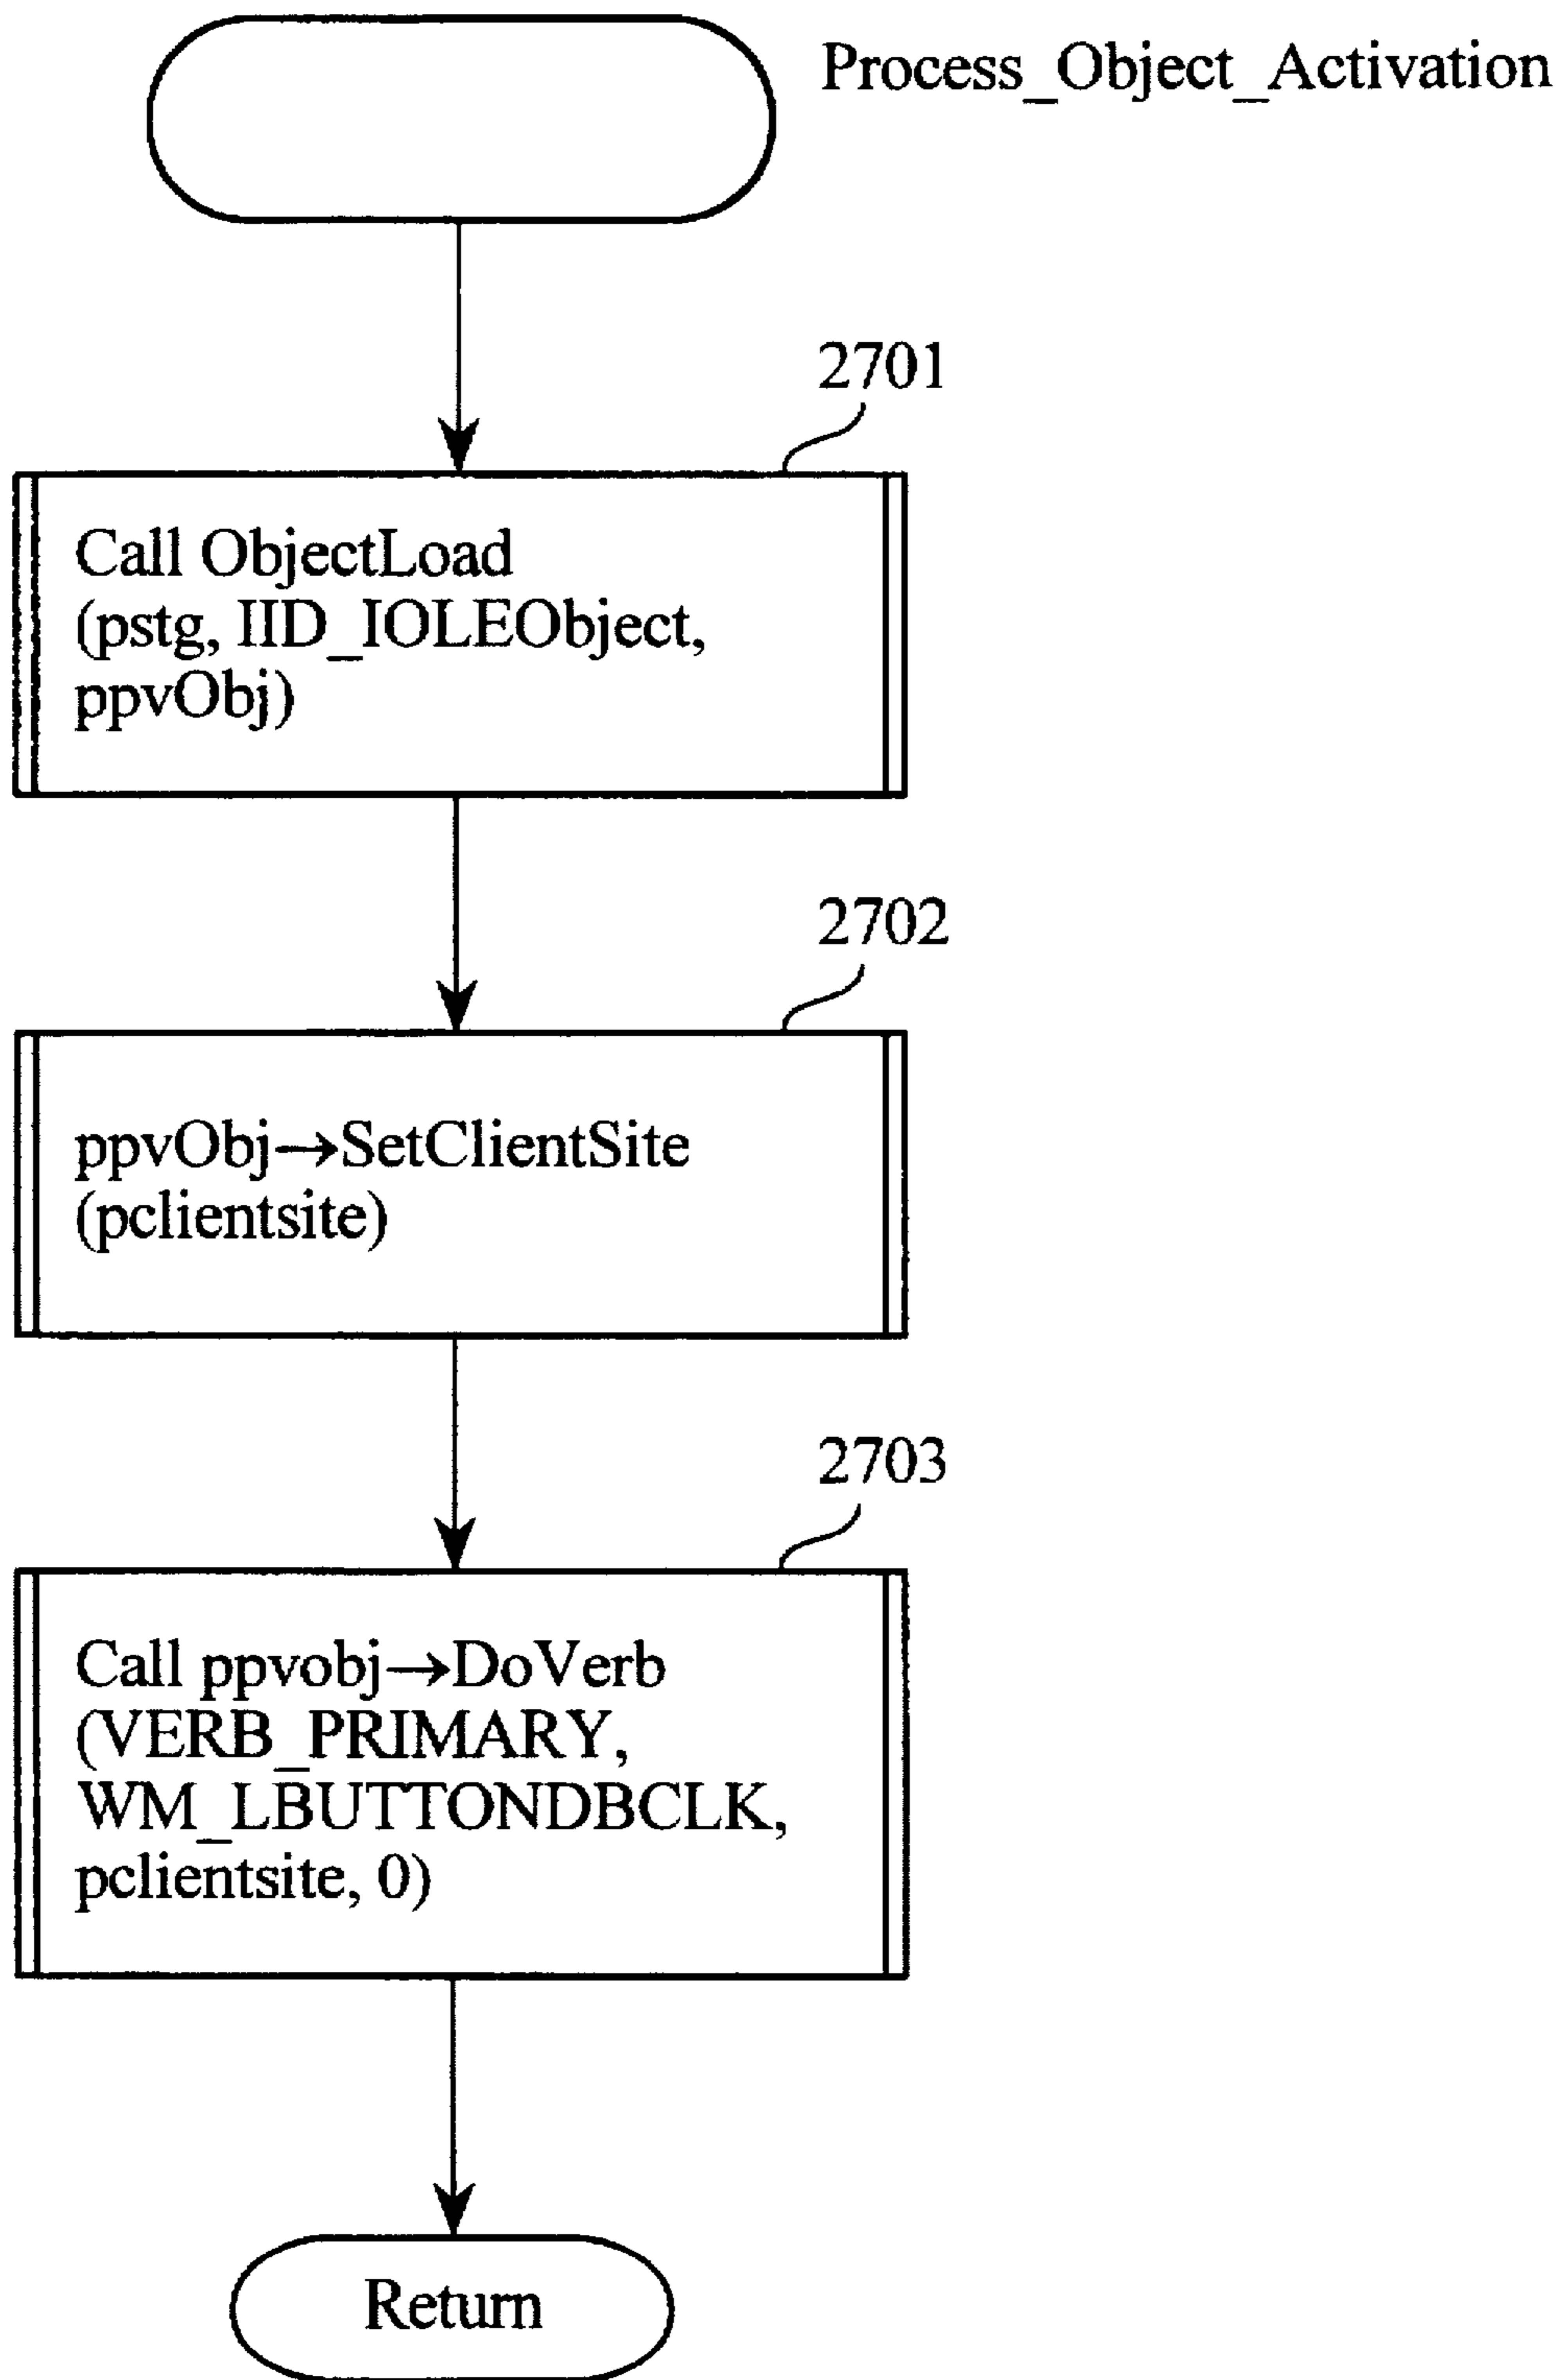 Process_Object_Activation
2701
Call ObjectLoad
(pstg, IID_IOLEObject,
ppvObj)
2702
ppvObj→SetClientSite
(pclientsite)
2703
Call ppvobj→DoVerb
(VERB_PRIMARY,
WM_LBUTTONDBCLK,
pclientsite, 0)
Return